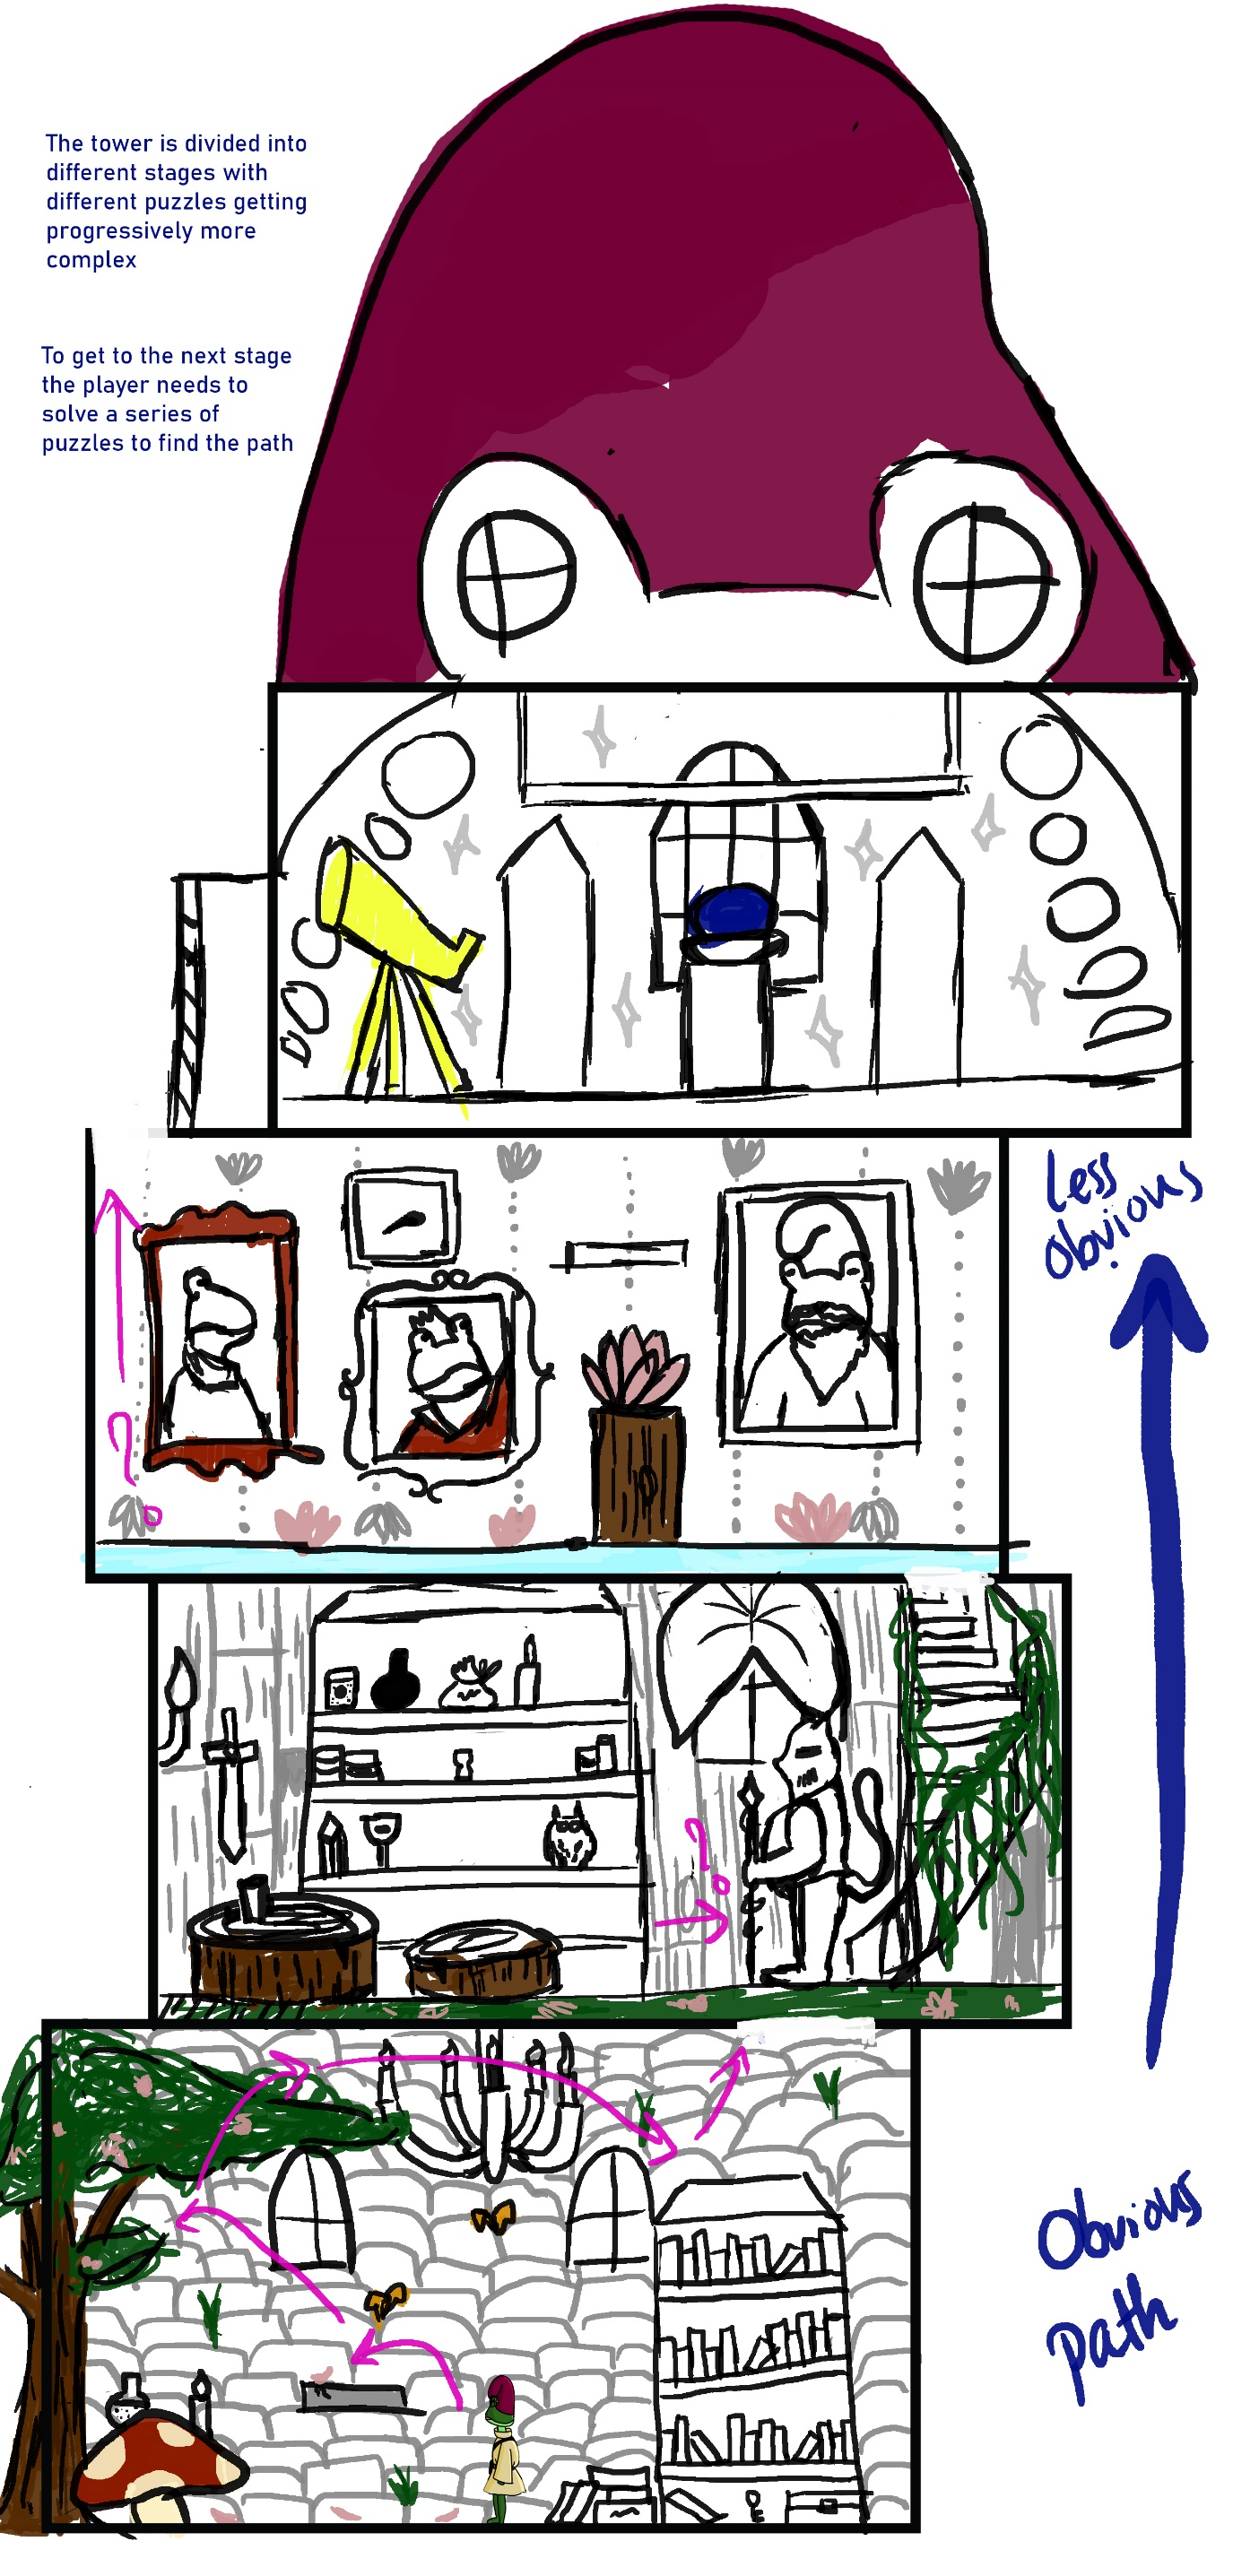 The tower is divided into
different stages with
different puzzles getting
progressively more
complex
To get to the next stage
the player needs to
solve a series of
puzzles to find the path
Less
obvious
?
?
Obvious
path